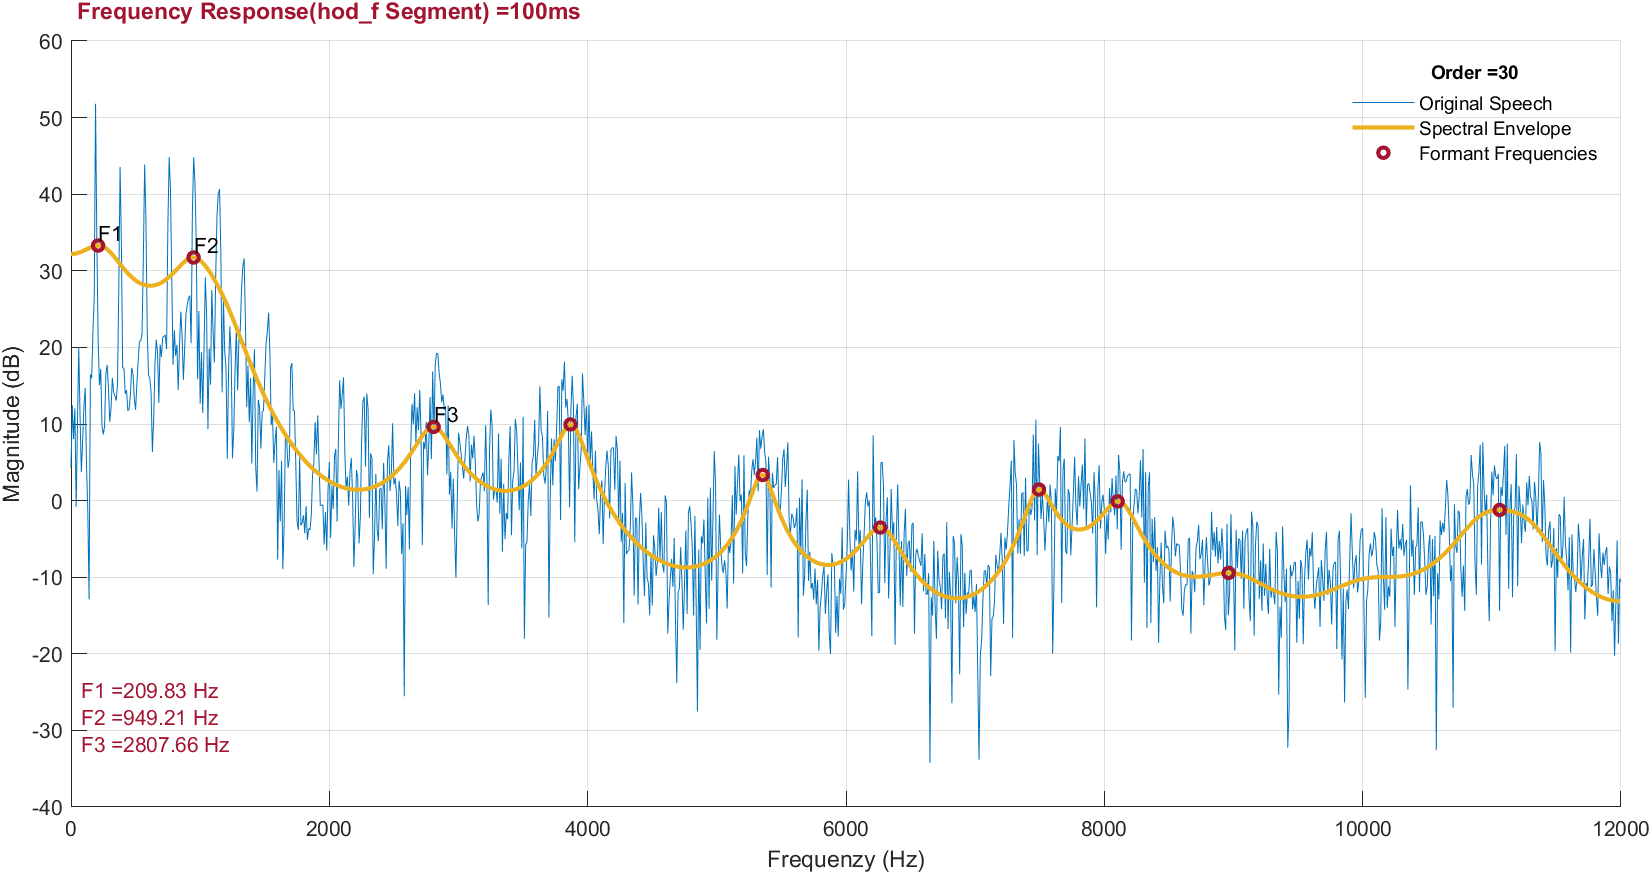 Frequency Response(hod_f Segment) =100ms
60
50
40
30
20
10
0
-10
-20
-30
-40
Magnitude (dB)
Order =30
Original Speech
Spectral Envelope
Formant Frequencies
F1
F2
F3
F1 =209.83 Hz
F2 =949.21 Hz
F3 =2807.66 Hz
0 2000 4000 6000 8000 10000 12000
Frequenzy (Hz)